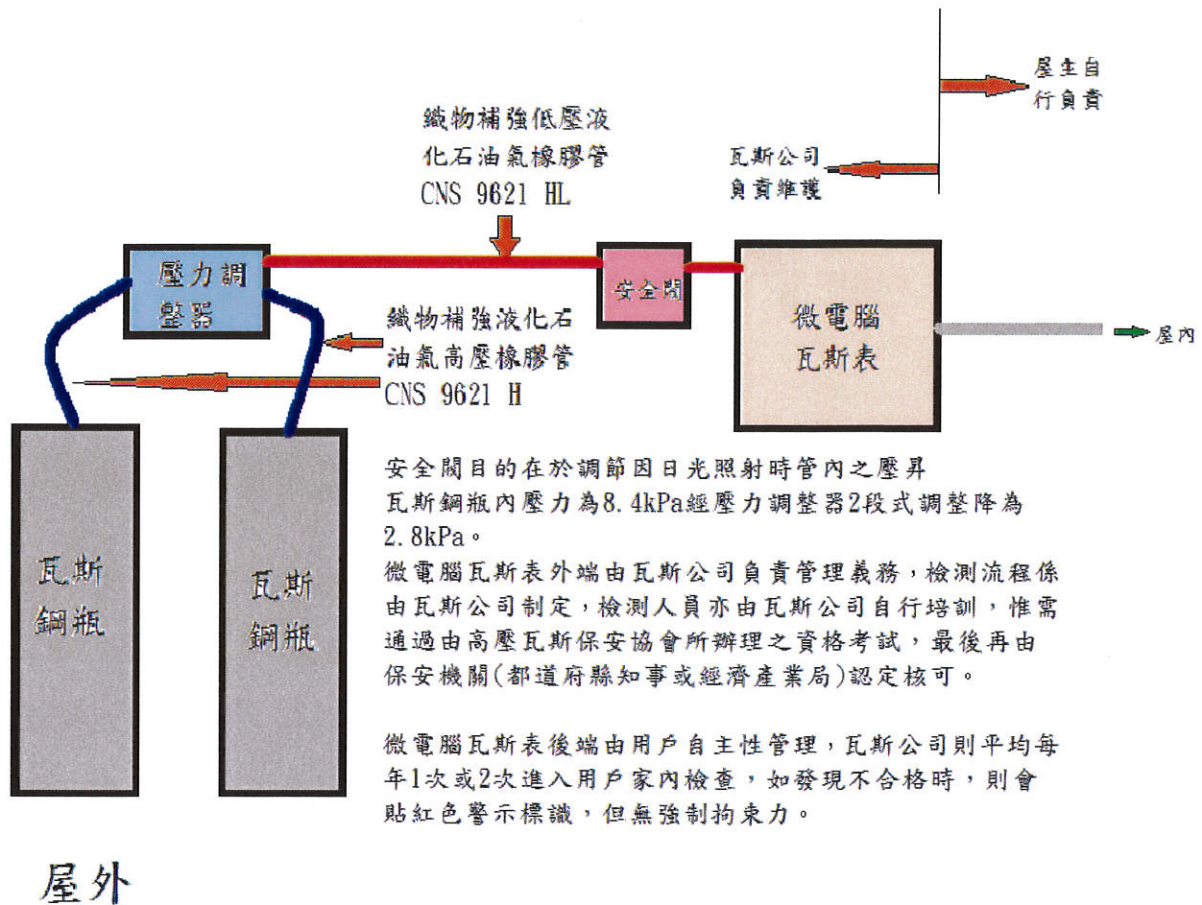 屋主自
行負責
瓦斯公司
負責維護
織物補強低壓液
化石油氣橡膠管
CNS 9621 HL
壓力調
整器
安全閥
微電腦
瓦斯表
屋內
織物補強液化石
油氣高壓橡膠管
CNS 9621 H
瓦斯
鋼瓶
瓦斯
鋼瓶
安全閥目的在於調節因日光照射時管內之壓昇
瓦斯鋼瓶內壓力為8.4kPa經壓力調整器2段式調整降為
2.8kPa。
微電腦瓦斯表外端由瓦斯公司負責管理義務，檢測流程係
由瓦斯公司制定，檢測人員亦由瓦斯公司自行培訓，惟需
通過由高壓瓦斯保安協會所辦理之資格考試，最後再由
保安機關(都道府縣知事或經濟產業局)認定核可。
微電腦瓦斯表後端由用戶自主性管理，瓦斯公司則平均每
年1次或2次進入用戶家內檢查，如發現不合格時，則會
貼紅色警示標識，但無強制拘束力。
屋外